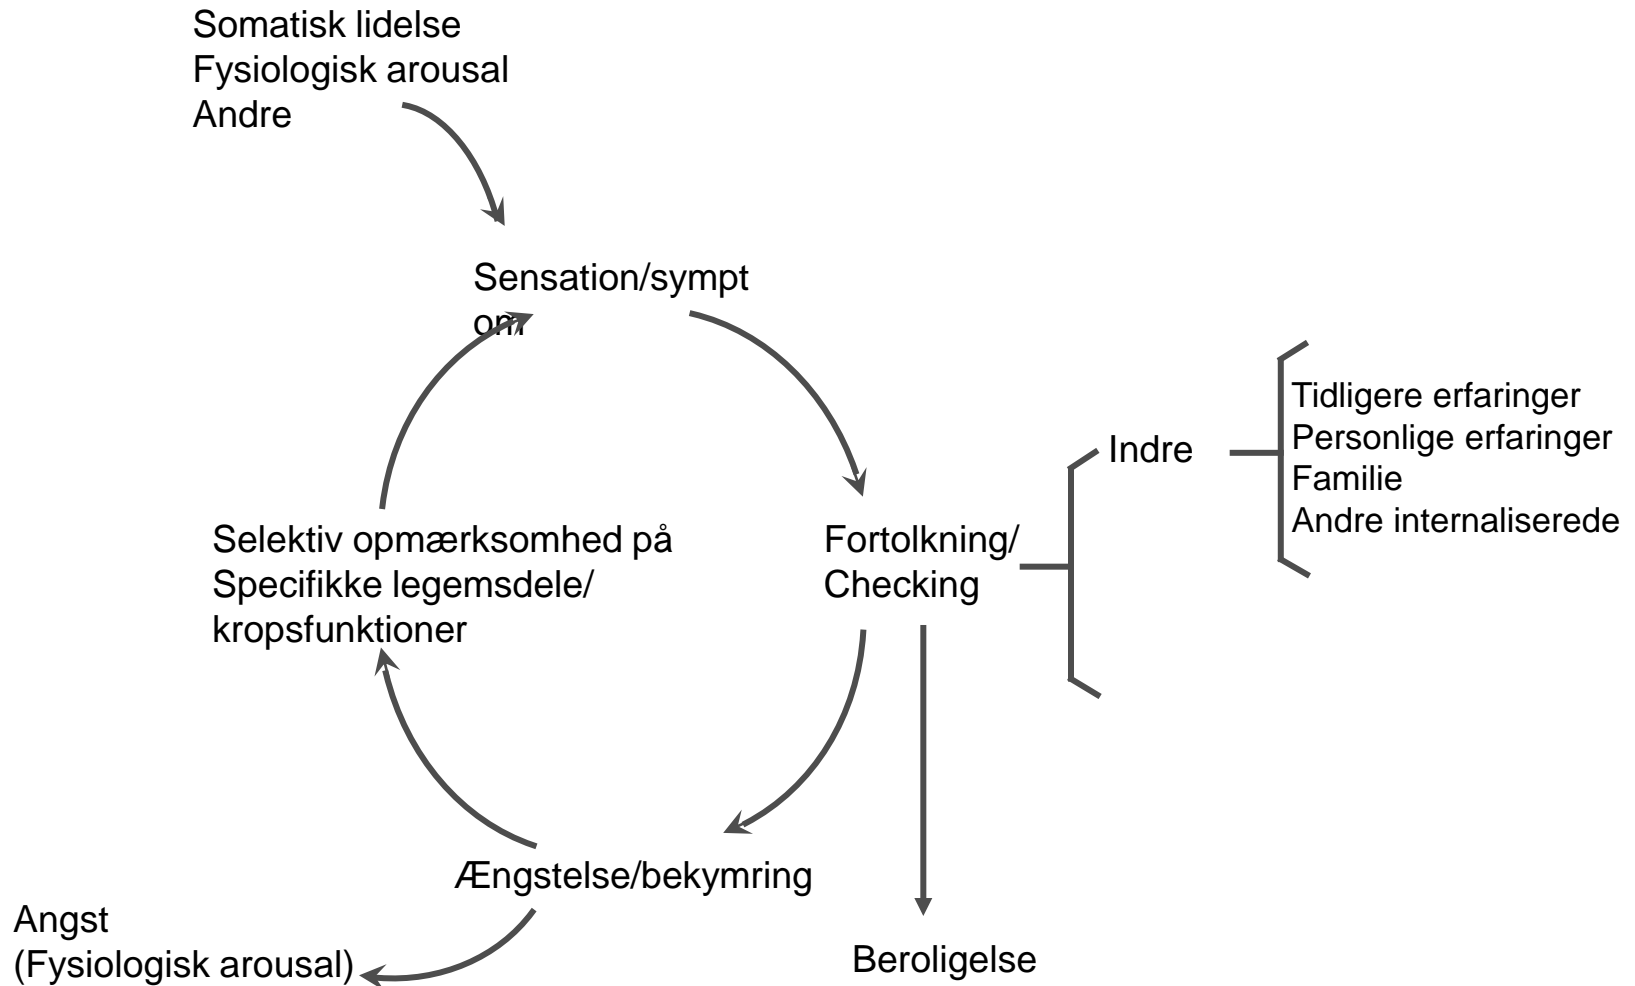 Somatisk lidelse
Fysiologisk arousal
Andre
Sensation/sympt
om
Tidligere erfaringer
Personlige erfaringer
Familie
Andre internaliserede
Indre
Selektiv opmærksomhed på
Specifikke legemsdele/
kropsfunktioner
Fortolkning/
Checking
Ængstelse/bekymring
Angst
(Fysiologisk arousal)
Beroligelse